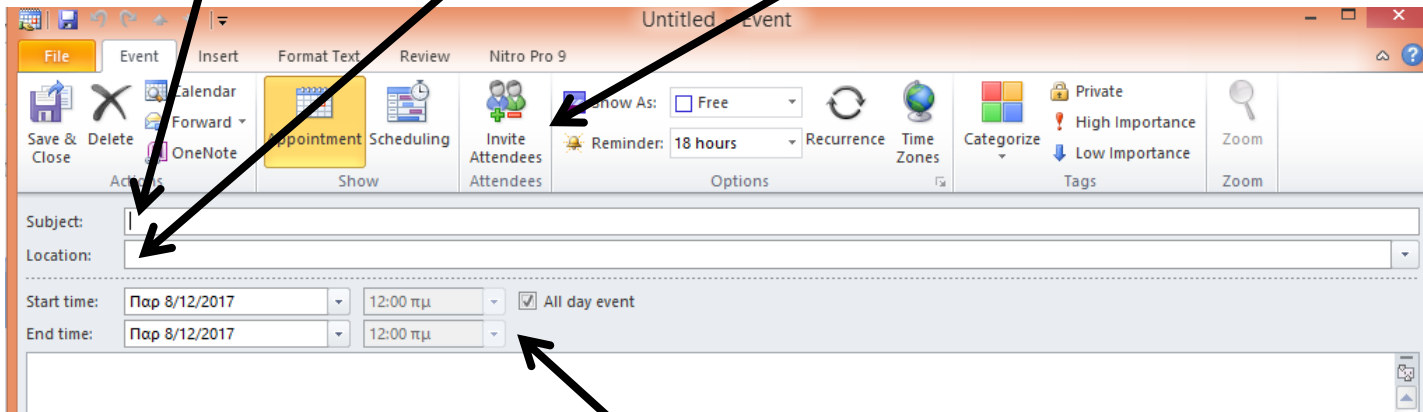 Untitled - Event
File Event Insert Format Text Review Nitro Pro 9
Save & Close
Delete
Calendar
Forward
OneNote
Actions
Appointment
Scheduling
Show
Invite Attendees
Attendees
Show As: Free
Reminder: 18 hours
Recurrence
Time Zones
Options
Categorize
Private
High Importance
Low Importance
Tags
Zoom
Zoom
Subject:
Location:
Start time: Παρ 8/12/2017 12:00 πμ All day event
End time: Παρ 8/12/2017 12:00 πμ